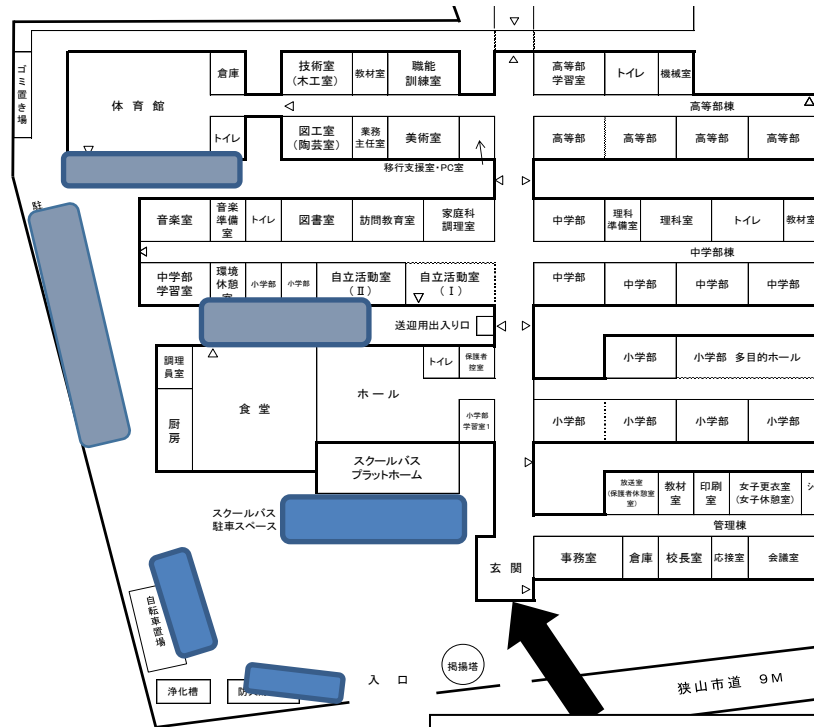 ゴミ置き場
体育館
倉庫
技術室
(木工室)
教材室
職能
訓練室
高等部
学習室
トイレ
機械室
高等部棟
トイレ
図工室
(陶芸室)
業務
主任室
美術室
高等部
高等部
高等部
高等部
移行支援室・PC室
駐
音楽室
音楽
準備
室
トイレ
図書室
訪問教育室
家庭科
調理室
中学部
理科
準備室
理科室
トイレ
教材室
中学部棟
中学部
学習室
環境
休憩
小学部
小学部
自立活動室
(Ⅱ)
自立活動室
(Ⅰ)
中学部
中学部
中学部
中学部
送迎用出入り口
調理
員室
厨房
食堂
ホール
トイレ
保護者
控室
小学部
小学部 多目的ホール
小学部
学習室1
小学部
小学部
小学部
小学部
スクールバス
プラットホーム
放送室
(保護者休憩室
室)
教材
室
印刷
室
女子更衣室
(女子休憩室)
スクールバス
駐車スペース
管理棟
玄関
事務室
倉庫
校長室
応接室
会議室
自転車置場
浄化槽
入口
掲揚塔
狭山市道 9M